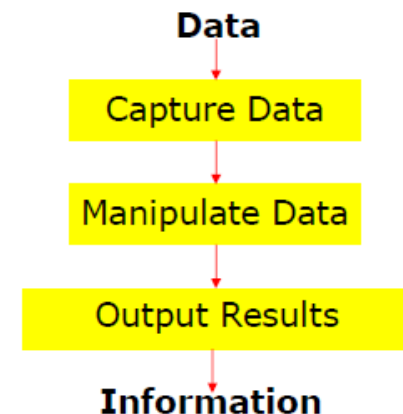 Data
Capture Data
Manipulate Data
Output Results
Information